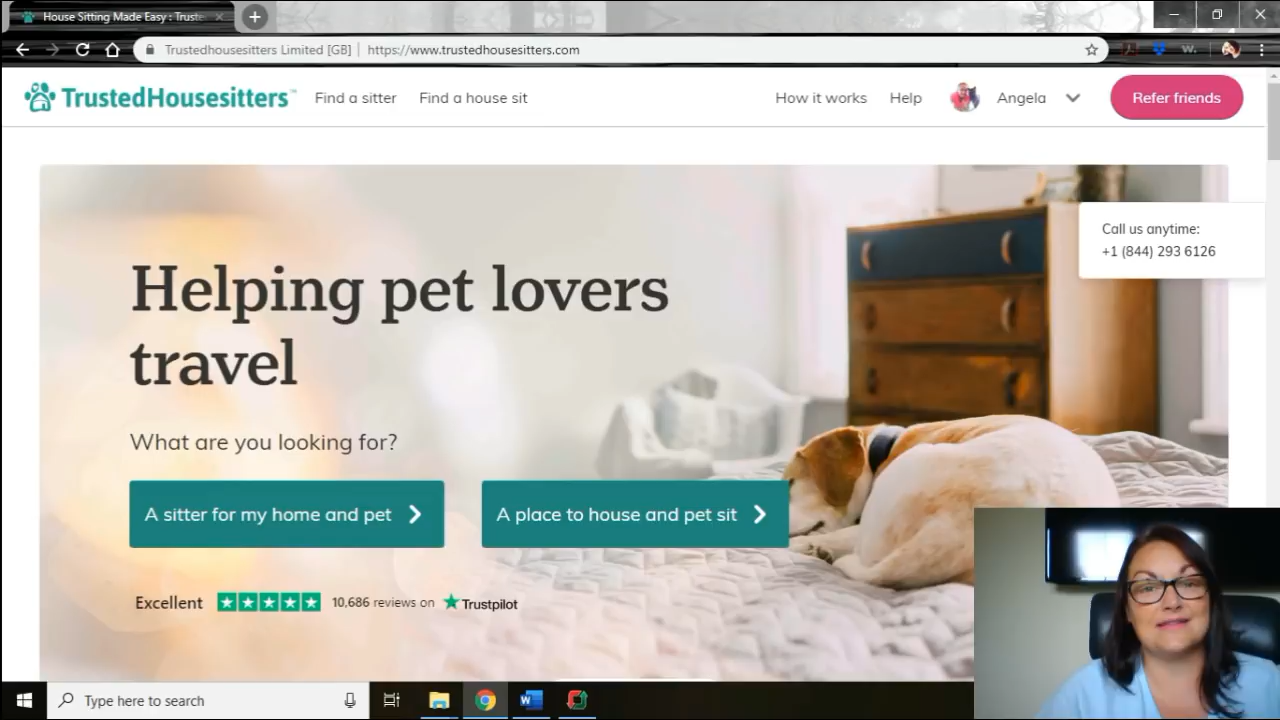 House Sitting Made Easy : Truste
Trustedhousesitters Limited [GB] | https://www.trustedhousesitters.com
TrustedHousesitters™ Find a sitter Find a house sit How it works Help Angela Refer friends
Call us anytime:
+1 (844) 293 6126
Helping pet lovers
travel
What are you looking for?
A sitter for my home and pet
A place to house and pet sit
Excellent 10,686 reviews on Trustpilot
Type here to search